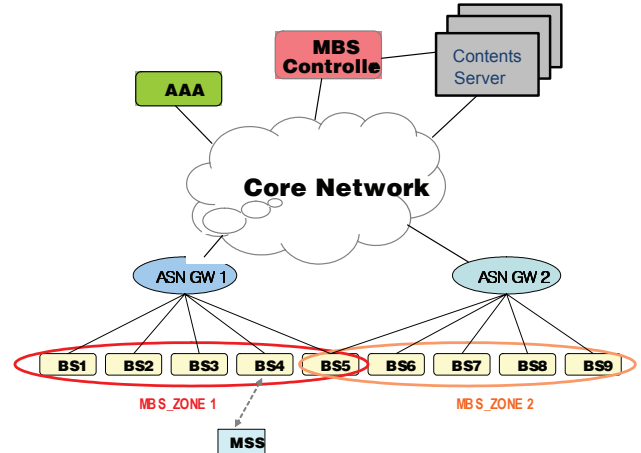 MBS
Controlle
Contents
Server
AAA
Core Network
ASN GW 1
ASN GW 2
BS1
BS2
BS3
BS4
BS5
BS6
BS7
BS8
BS9
MBS_ZONE 1
MBS_ZONE 2
MSS